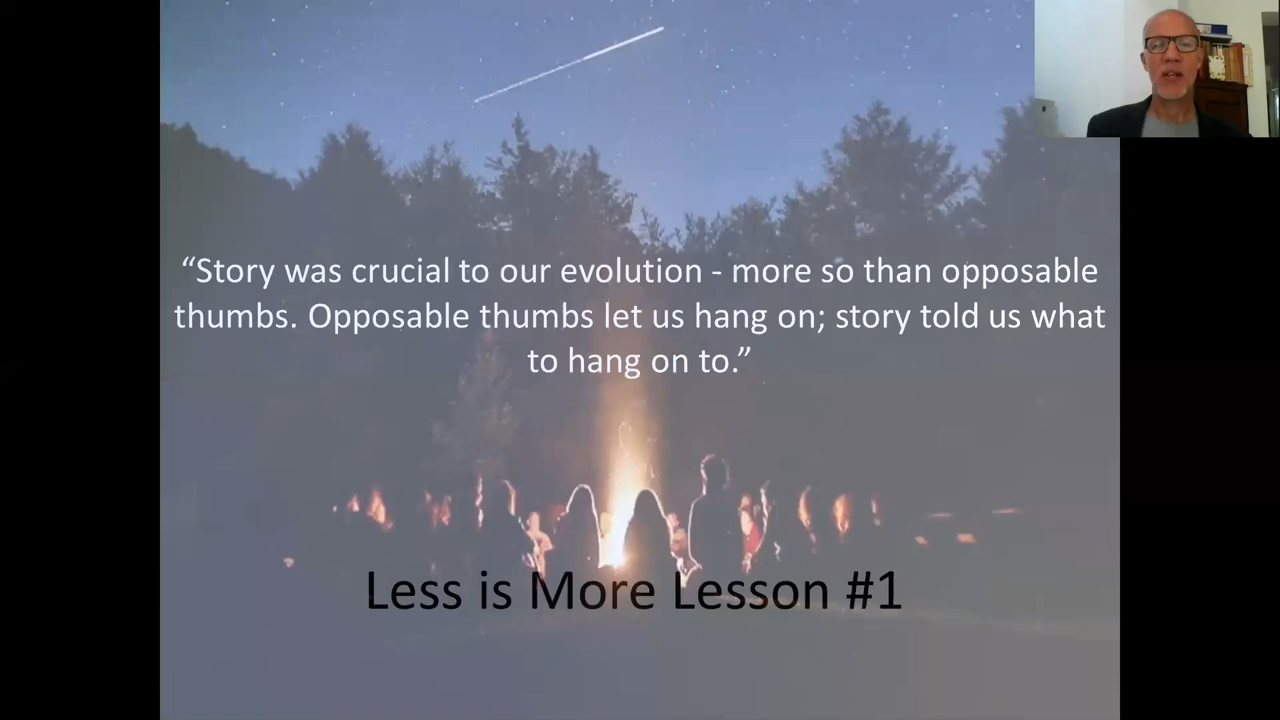 “Story was crucial to our evolution - more so than opposable
thumbs. Opposable thumbs let us hang on; story told us what
to hang on to.”
Less is More Lesson #1